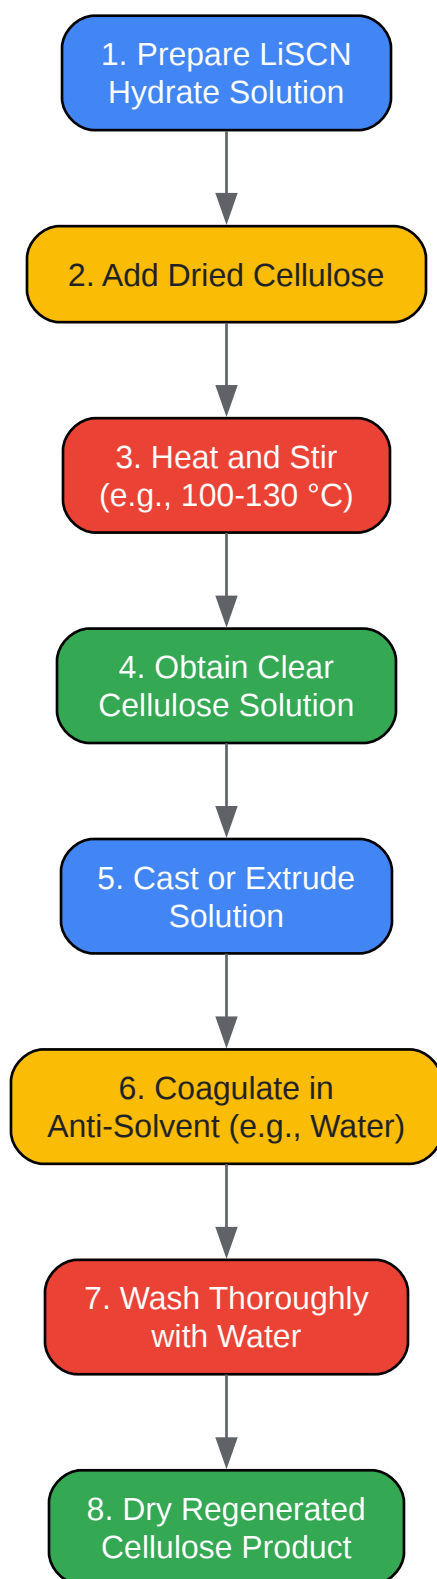 1. Prepare LiSCN
Hydrate Solution
2. Add Dried Cellulose
3. Heat and Stir
(e.g., 100-130 °C)
4. Obtain Clear
Cellulose Solution
5. Cast or Extrude
Solution
6. Coagulate in
Anti-Solvent (e.g., Water)
7. Wash Thoroughly
with Water
8. Dry Regenerated
Cellulose Product